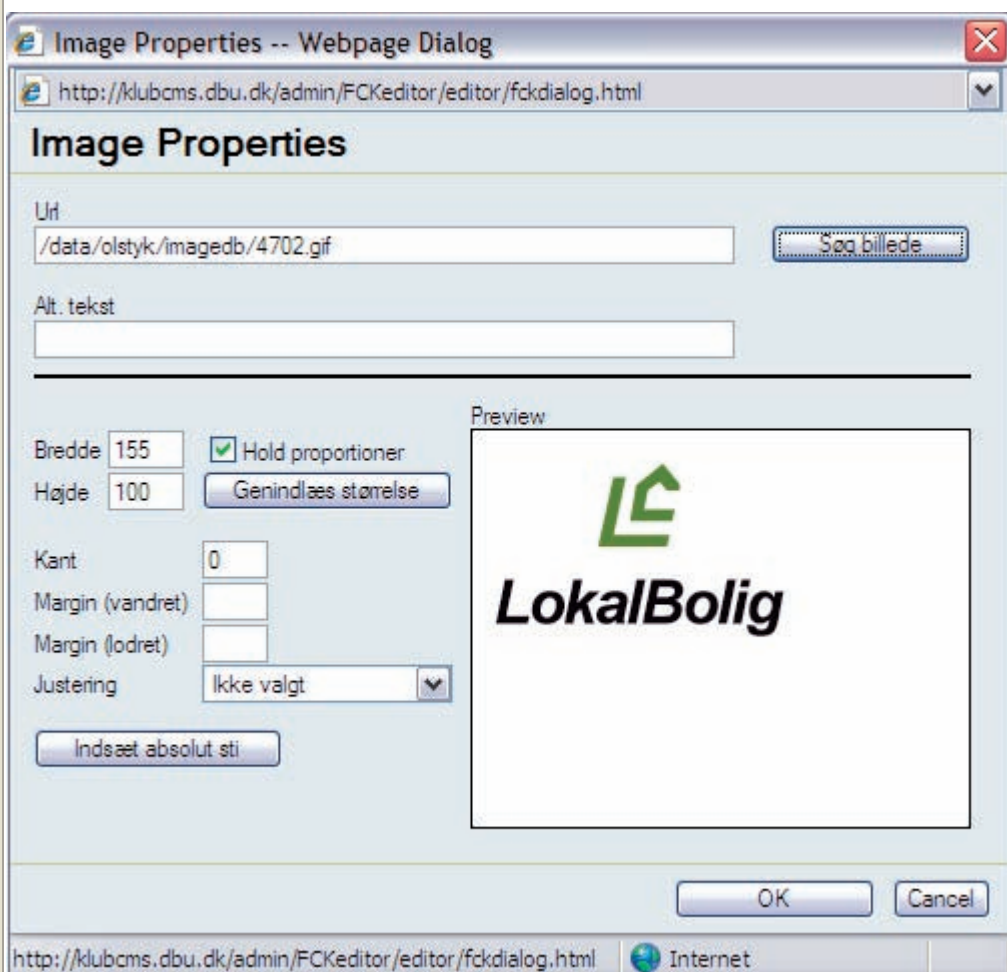 Image Properties -- Webpage Dialog
http://klubcms.dbu.dk/admin/FCKeditor/editor/fckdialog.html
Image Properties
Url
/data/olstyk/imagedb/4702.gif
Søg billede
Alt. tekst
Preview
Bredde 155 Hold proportioner
Højde 100 Genindlæs størrelse
LokalBolig
Kant 0
Margin (vandret)
Margin (lodret)
Justering Ikke valgt
Indsæt absolut sti
OK Cancel
http://klubcms.dbu.dk/admin/FCKeditor/editor/fckdialog.html Internet